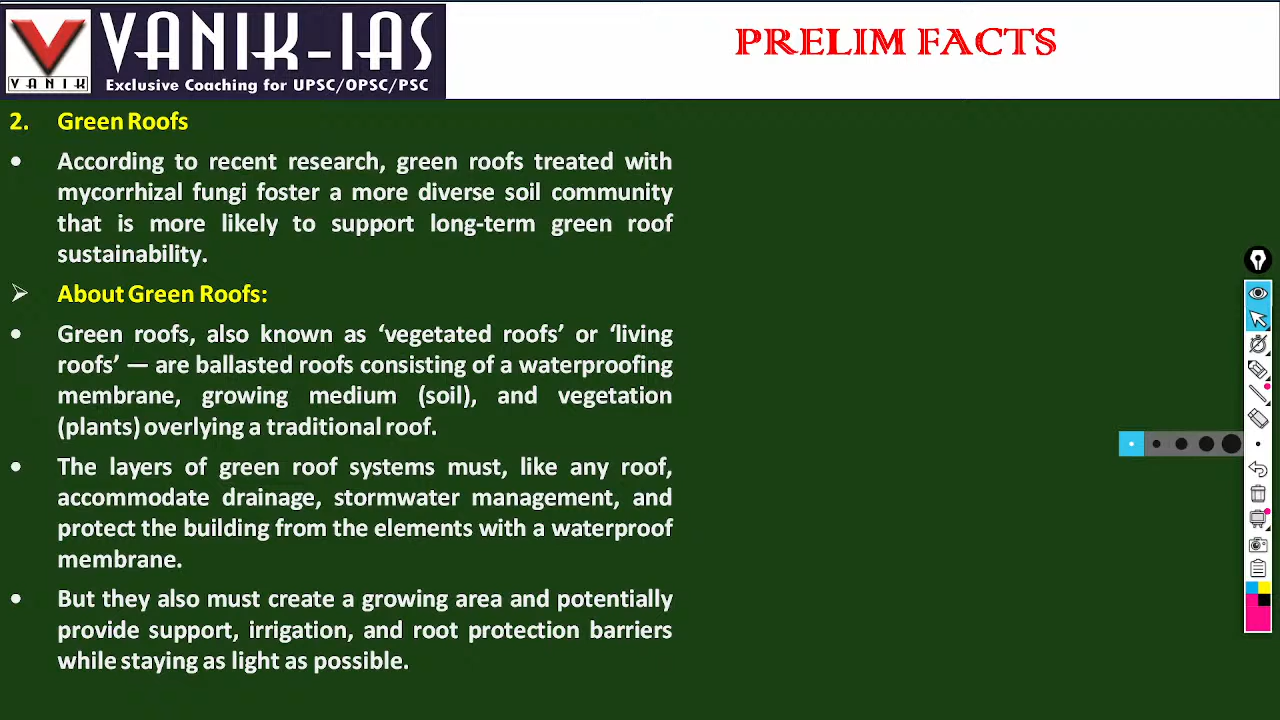 VANIK-IAS
VANIK
Exclusive Coaching for UPSC/OPSC/PSC
PRELIM FACTS
2. Green Roofs
• According to recent research, green roofs treated with
mycorrhizal fungi foster a more diverse soil community
that is more likely to support long-term green roof
sustainability.
➢ About Green Roofs:
• Green roofs, also known as ‘vegetated roofs’ or ‘living
roofs’ — are ballasted roofs consisting of a waterproofing
membrane, growing medium (soil), and vegetation
(plants) overlying a traditional roof.
• The layers of green roof systems must, like any roof,
accommodate drainage, stormwater management, and
protect the building from the elements with a waterproof
membrane.
• But they also must create a growing area and potentially
provide support, irrigation, and root protection barriers
while staying as light as possible.